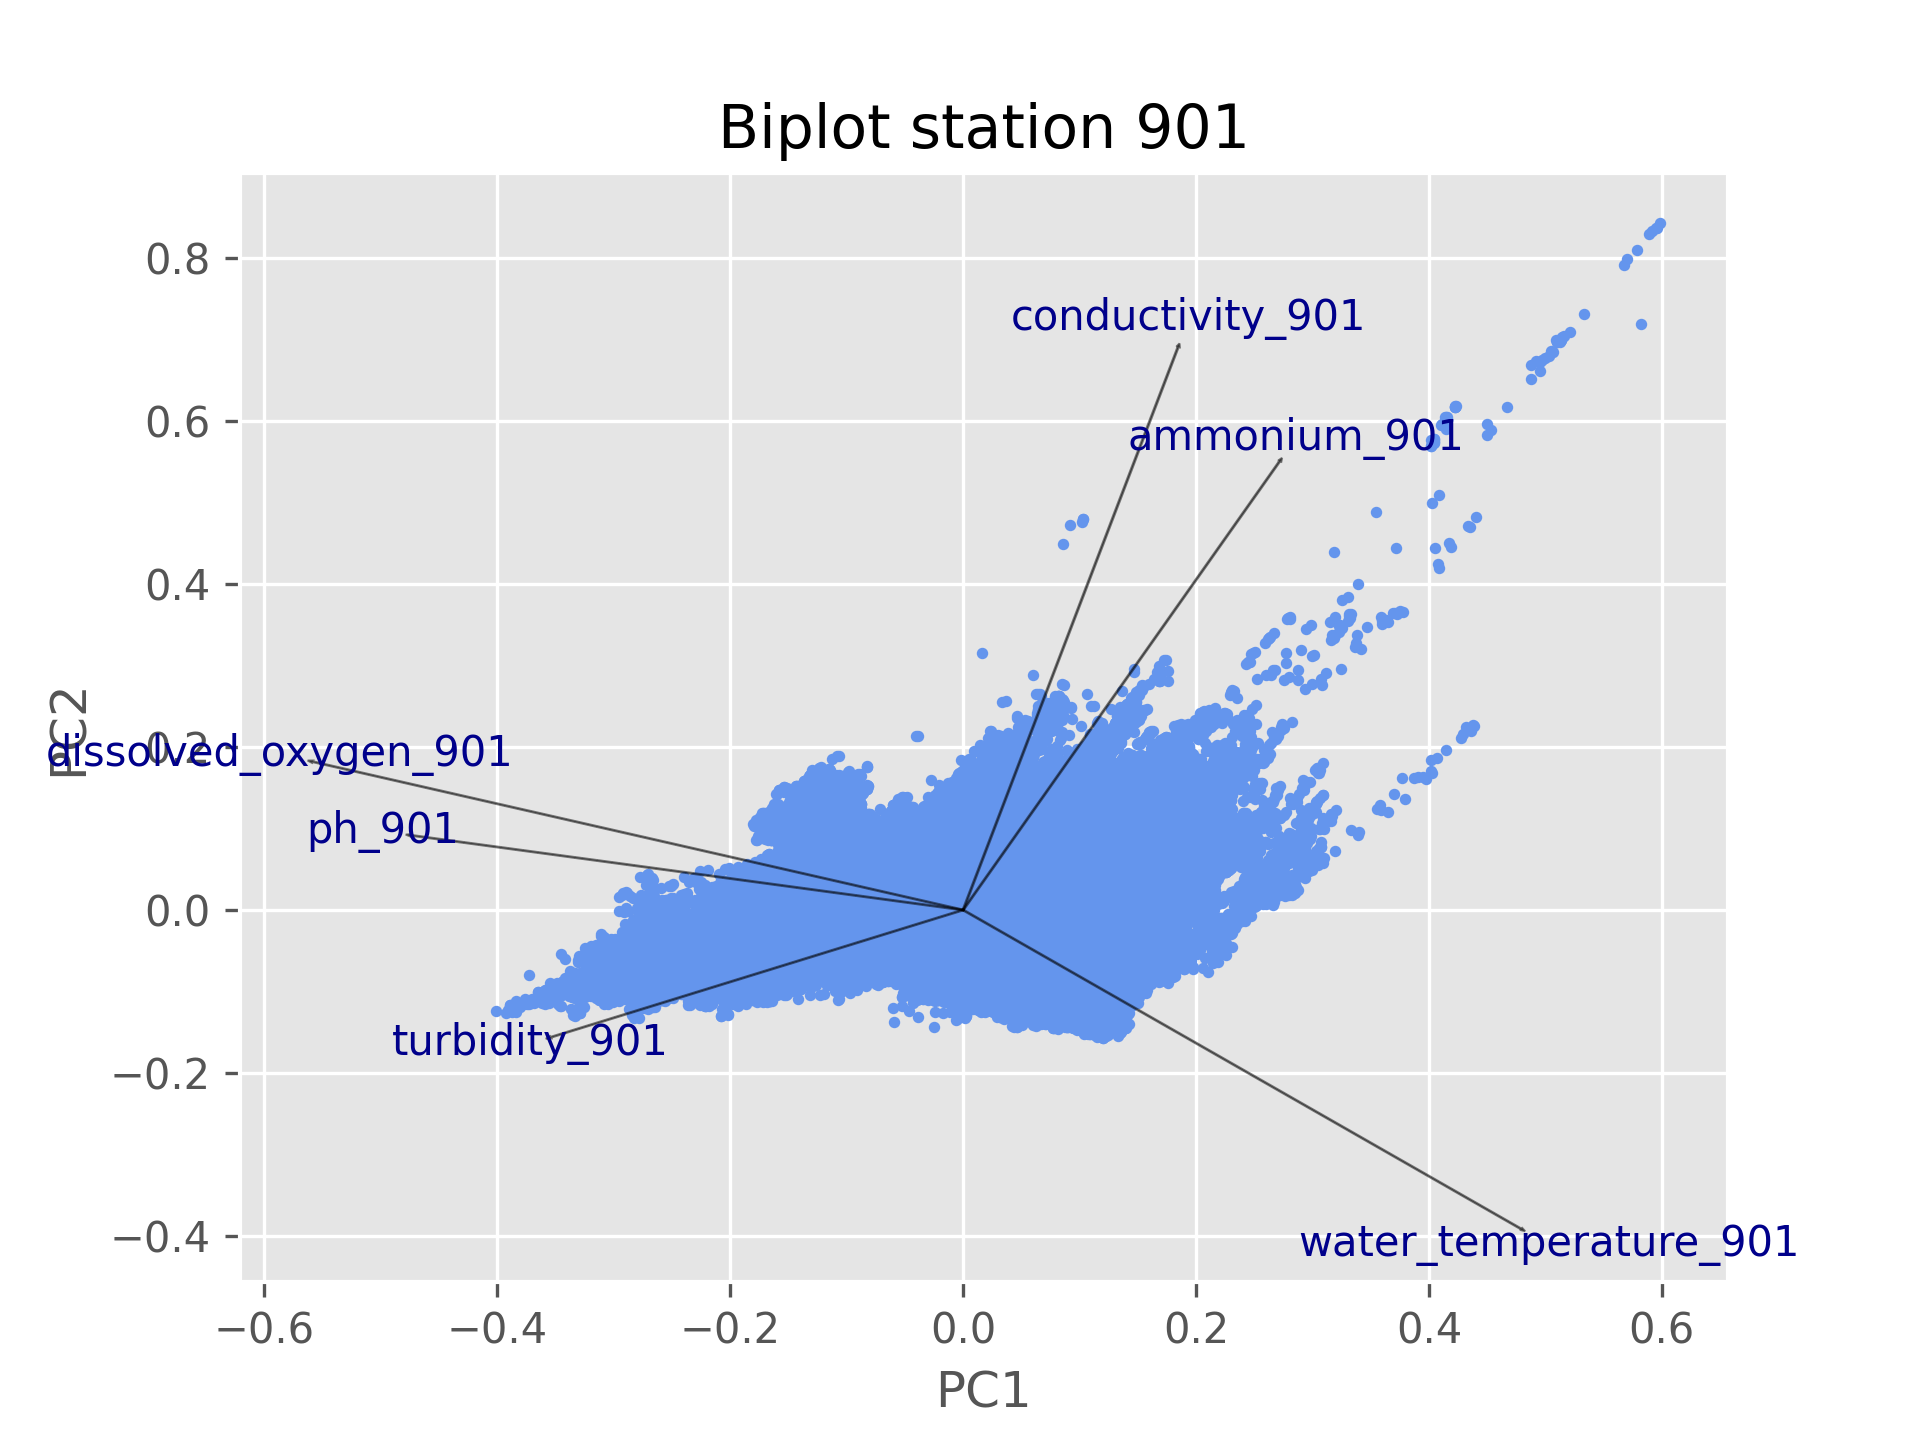 Biplot station 901
0.8
conductivity_901
0.6
ammonium_901
0.4
PC2
0.2
dissolved_oxygen_901
ph_901
0.0
turbidity_901
−0.2
−0.4
water_temperature_901
−0.6 −0.4 −0.2 0.0 0.2 0.4 0.6
PC1